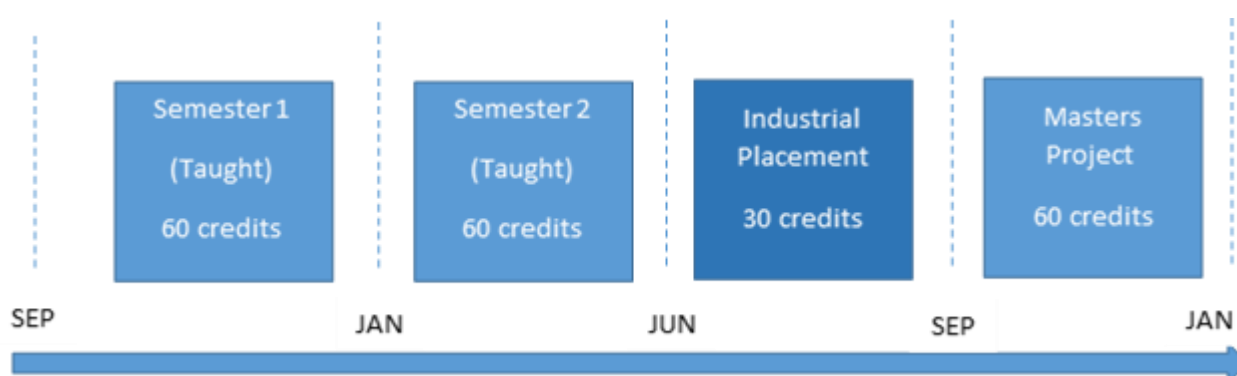 Semester 1
(Taught)
60 credits
Semester 2
(Taught)
60 credits
Industrial
Placement
30 credits
Masters
Project
60 credits
SEP
JAN
JUN
SEP
JAN